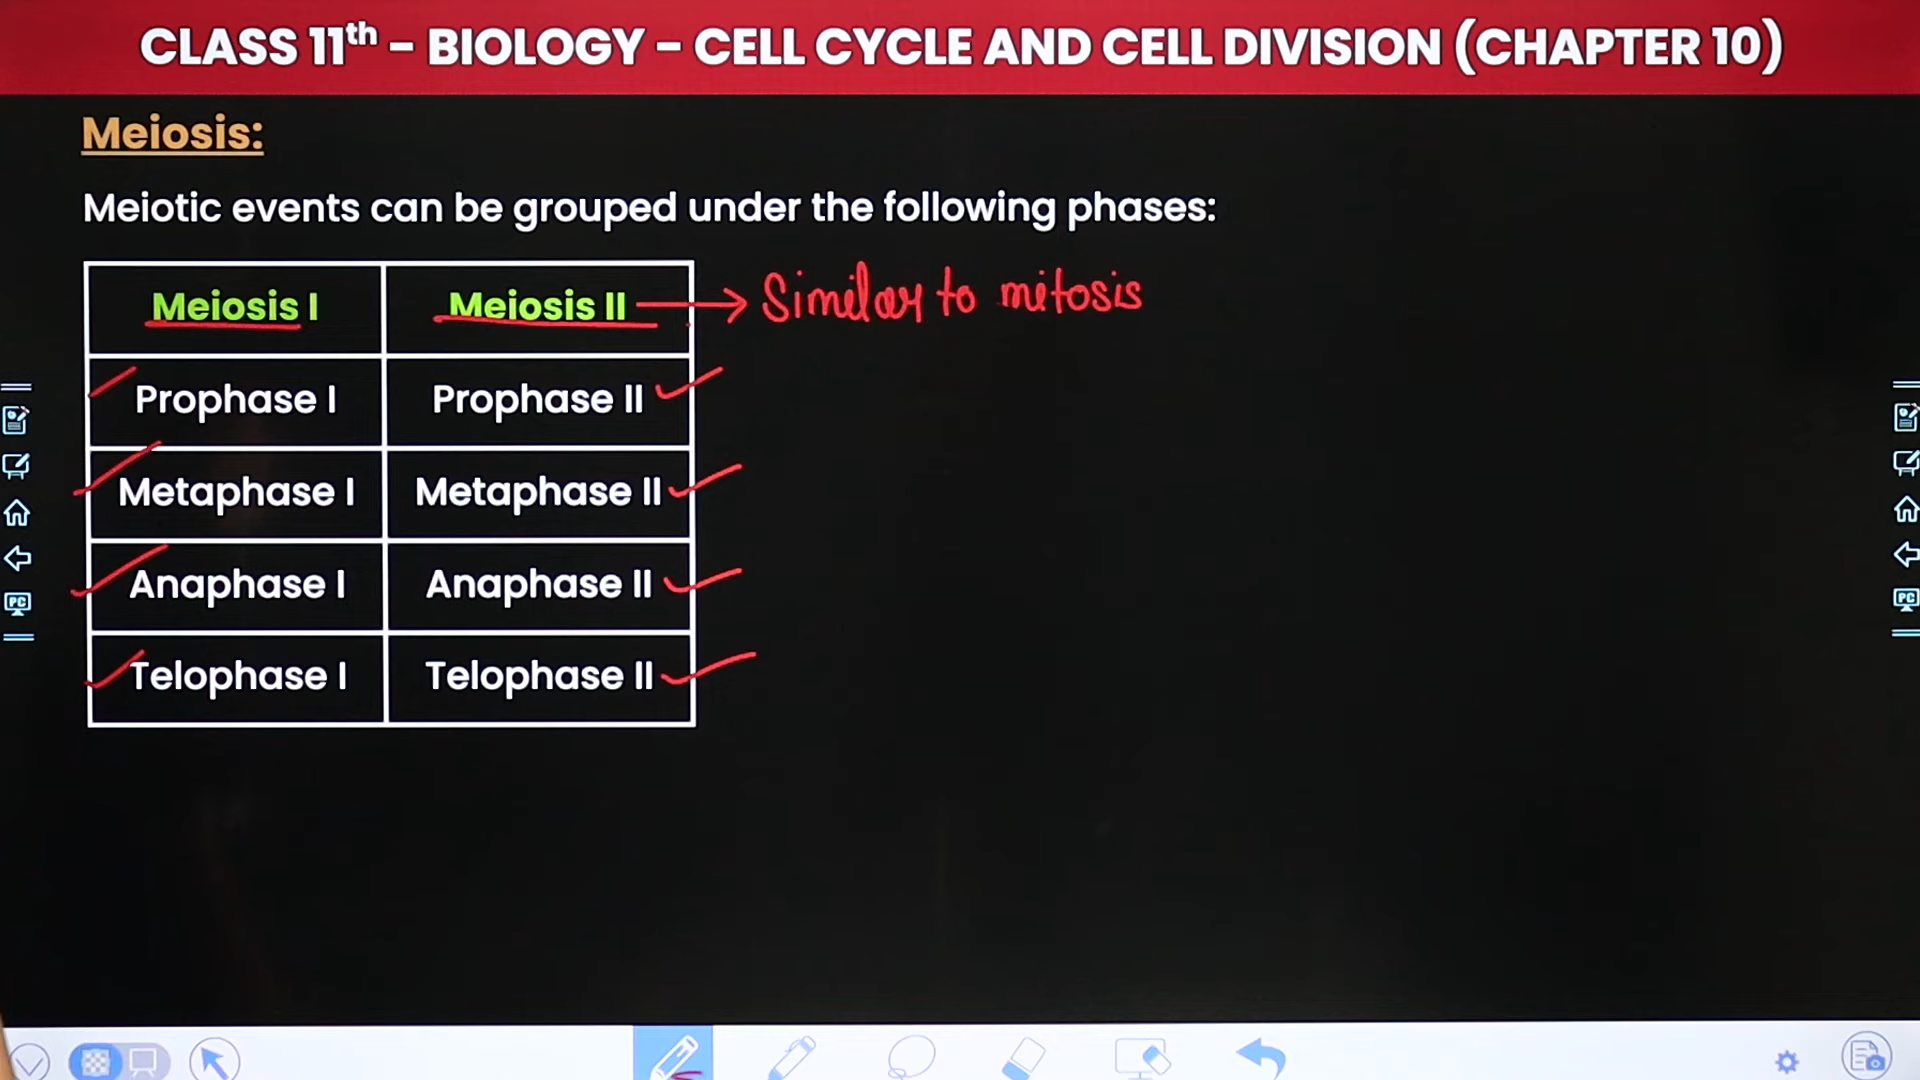 CLASS 11th – BIOLOGY – CELL CYCLE AND CELL DIVISION (CHAPTER 10)
Meiosis:
Meiotic events can be grouped under the following phases:
Meiosis I Meiosis II → Similar to mitosis
Prophase I Prophase II
Metaphase I Metaphase II
Anaphase I Anaphase II
Telophase I Telophase II
PC PC